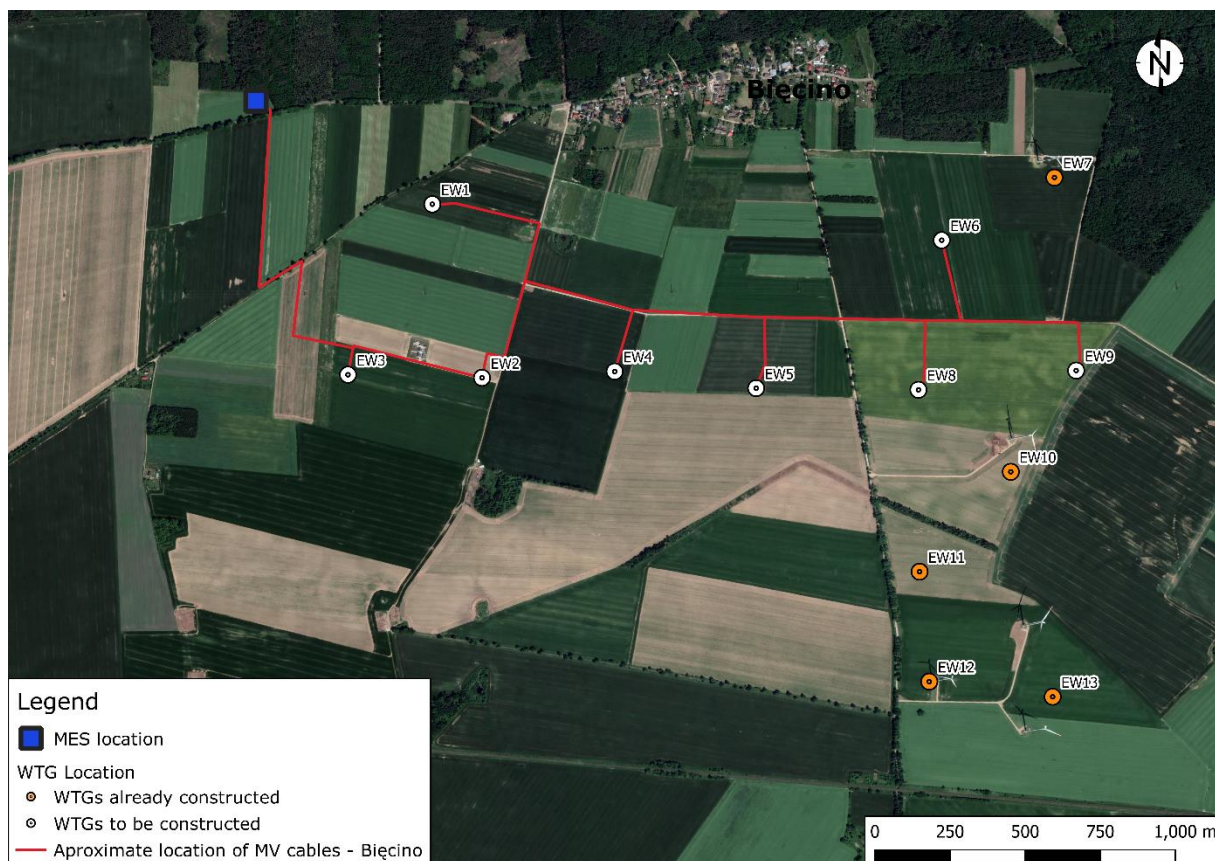 N
Bięcino
EW7
EW1
EW6
EW3
EW2
EW4
EW5
EW8
EW9
EW10
EW11
EW12
EW13
Legend
MES location
WTG Location
WTGs already constructed
WTGs to be constructed
Aproximate location of MV cables - Bięcino
0 250 500 750 1,000 m